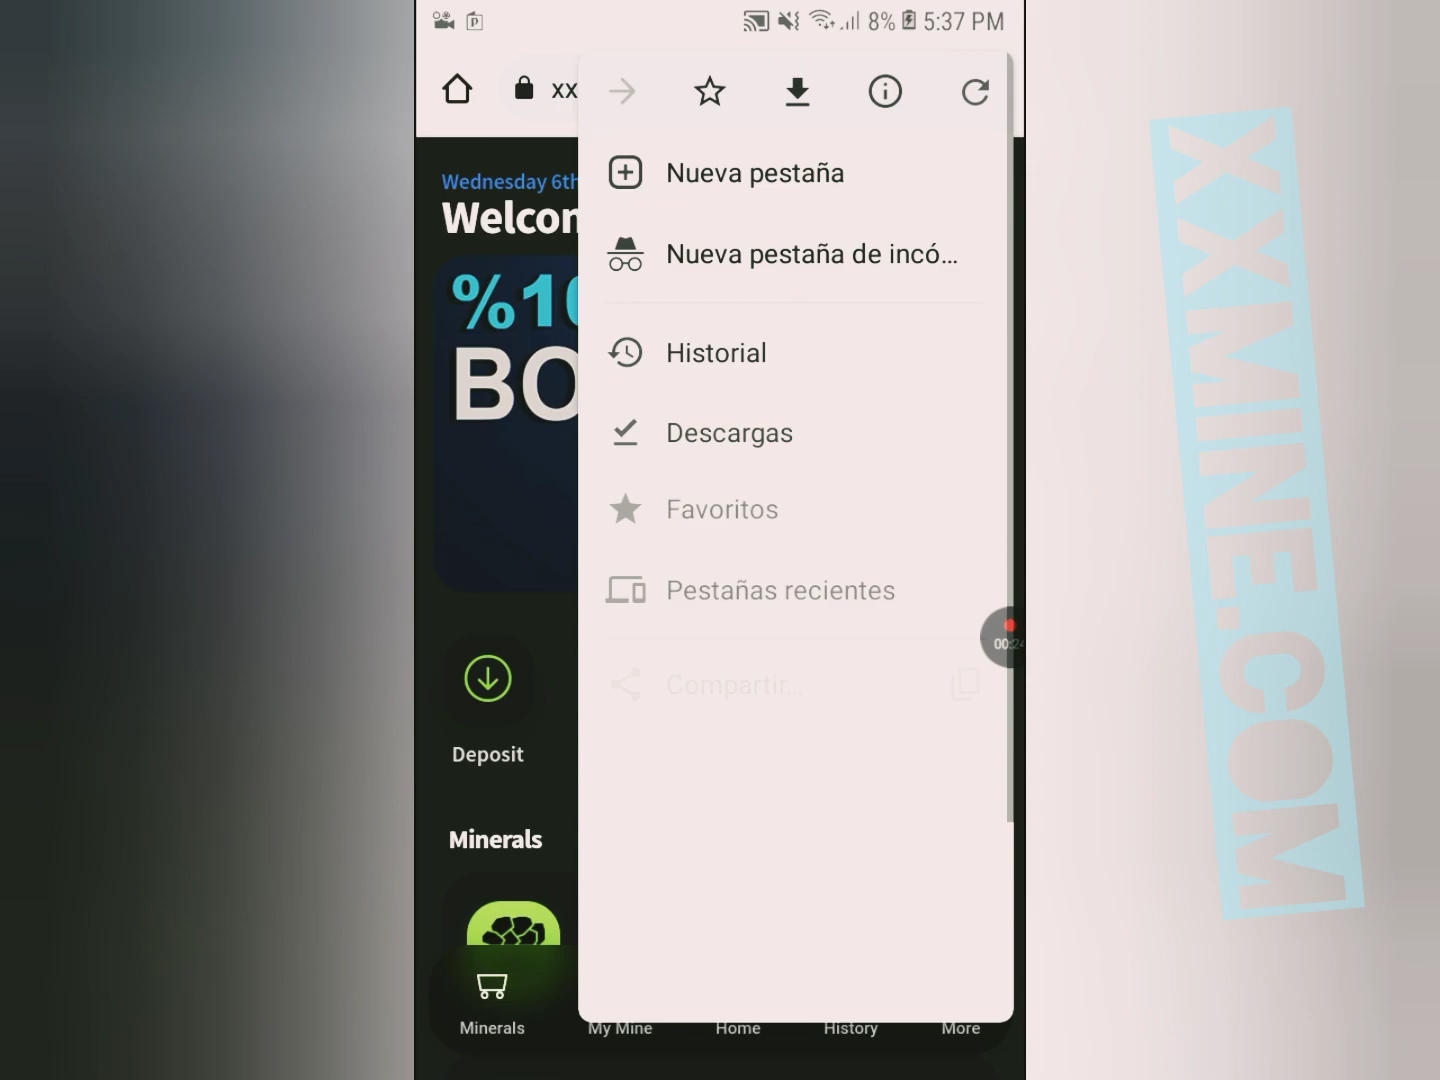 8% 5:37 PM
xx
Wednesday 6th
Welcom
%10
BO
Nueva pestaña
Nueva pestaña de incó...
Historial
Descargas
Favoritos
Pestañas recientes
Compartir...
00:24
Deposit
Minerals
Minerals
My Mine
Home
History
More
XXMINE.COM